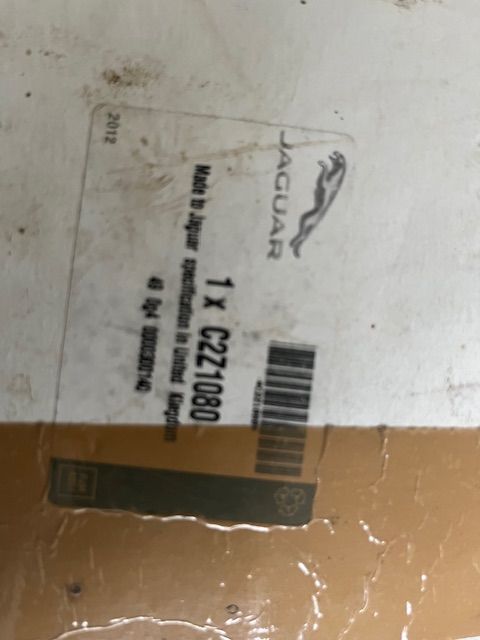 JAGUAR
1 x C2Z1080
Made to Jaguar specification in United Kingdom
2012